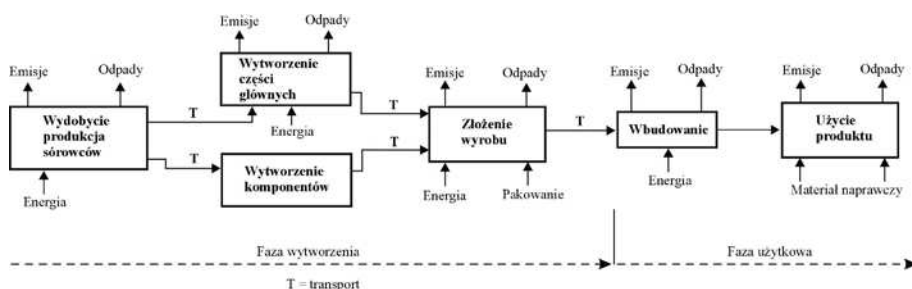 Emisje
Odpady
Wydobycie
produkcja
sórowców
Energia
T
T
Emisje
Odpady
Wytworzenie
części
głównych
Energia
Wytworzenie
komponentów
T
T
Emisje
Odpady
Złożenie
wyrobu
Energia
Pakowanie
T
Emisje
Odpady
Wbudowanie
Energia
Emisje
Odpady
Użycie
produktu
Materiał naprawczy
Faza wytworzenia
Faza użytkowa
T = transport